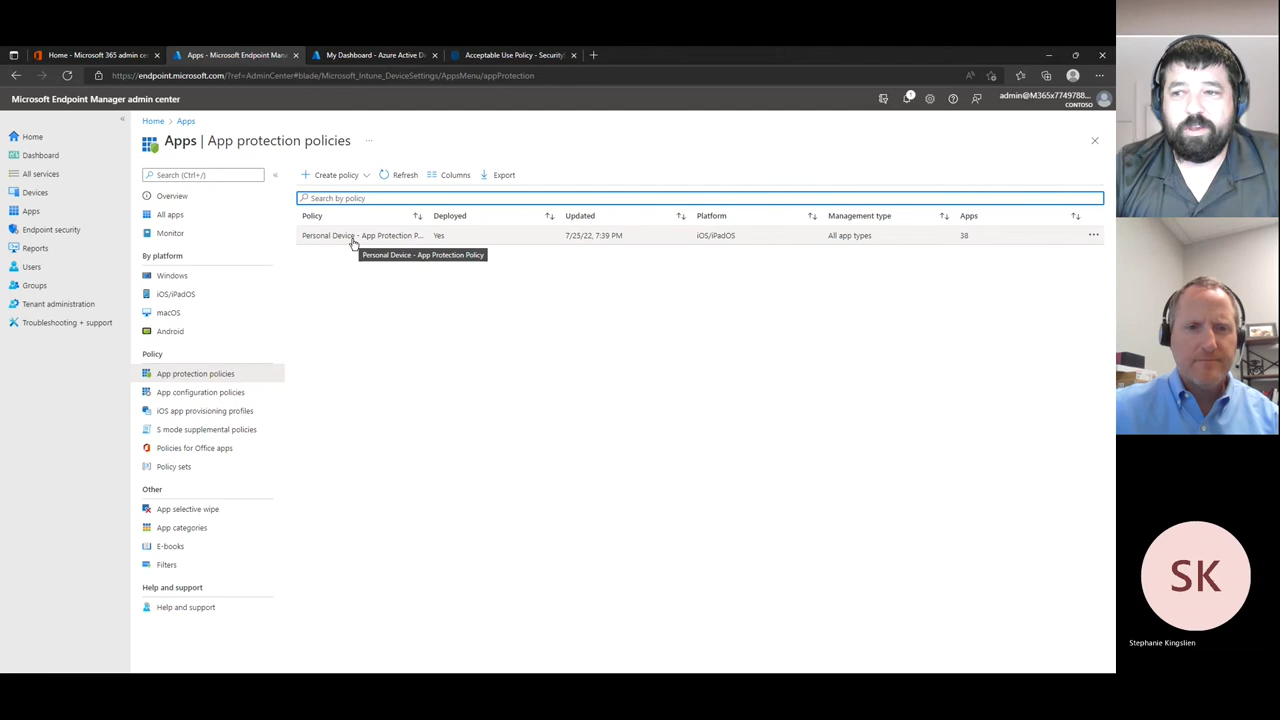 Home - Microsoft 365 admin cen
Apps - Microsoft Endpoint Mana
My Dashboard - Azure Active Di
Acceptable Use Policy - Security
https://endpoint.microsoft.com/?ref=AdminCenter#blade/Microsoft_Intune_DeviceSettings/AppsMenu/appProtection
Microsoft Endpoint Manager admin center
1
admin@M365x7749788...
CONTOSO
Home
Dashboard
All services
Devices
Apps
Endpoint security
Reports
Users
Groups
Tenant administration
Troubleshooting + support
Home > Apps >
Apps | App protection policies ...
Search (Ctrl+/)
Overview
All apps
Monitor
By platform
Windows
iOS/iPadOS
macOS
Android
Policy
App protection policies
App configuration policies
iOS app provisioning profiles
S mode supplemental policies
Policies for Office apps
Policy sets
Other
App selective wipe
App categories
E-books
Filters
Help and support
Help and support
Create policy Refresh Columns Export
Search by policy
Policy Deployed Updated Platform Management type Apps
Personal Device - App Protection P... Yes 7/25/22, 7:39 PM iOS/iPadOS All app types 38 ...
Personal Device - App Protection Policy
SK
Stephanie Kingslien